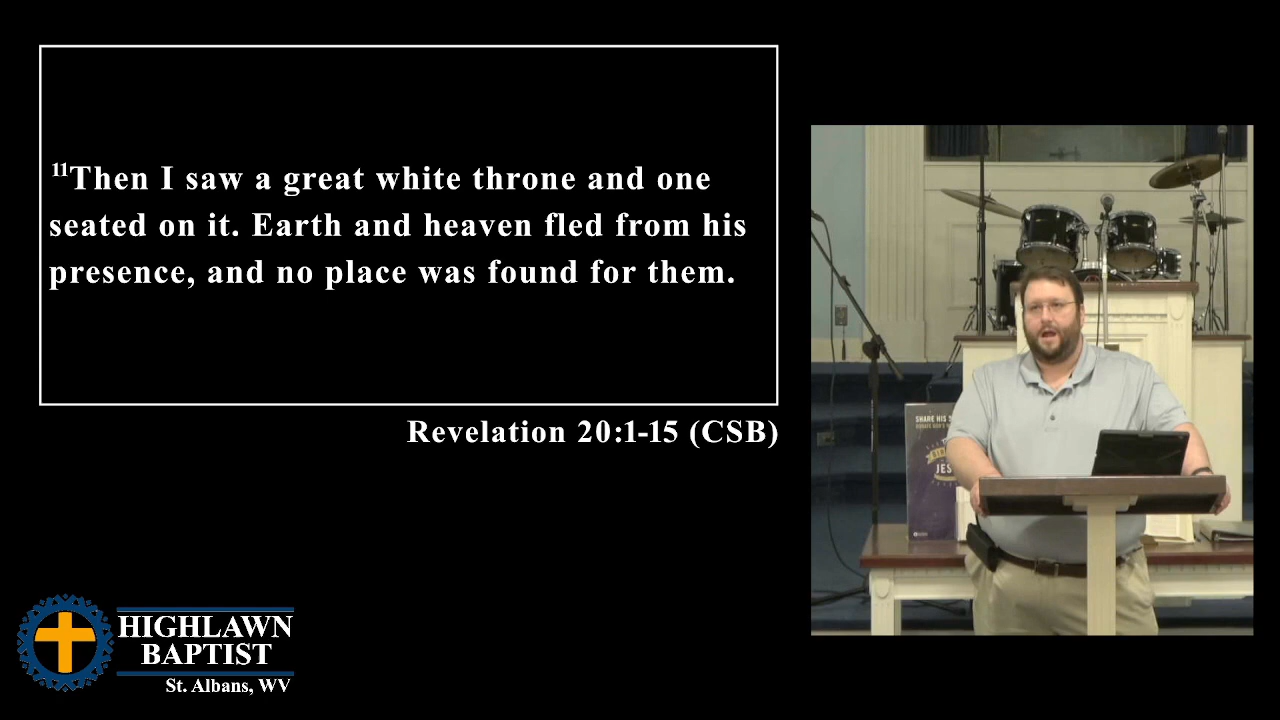 ¹¹Then I saw a great white throne and one
seated on it. Earth and heaven fled from his
presence, and no place was found for them.
Revelation 20:1-15 (CSB)
SHARE HIS
JES
HIGHLAWN
BAPTIST
St. Albans, WV